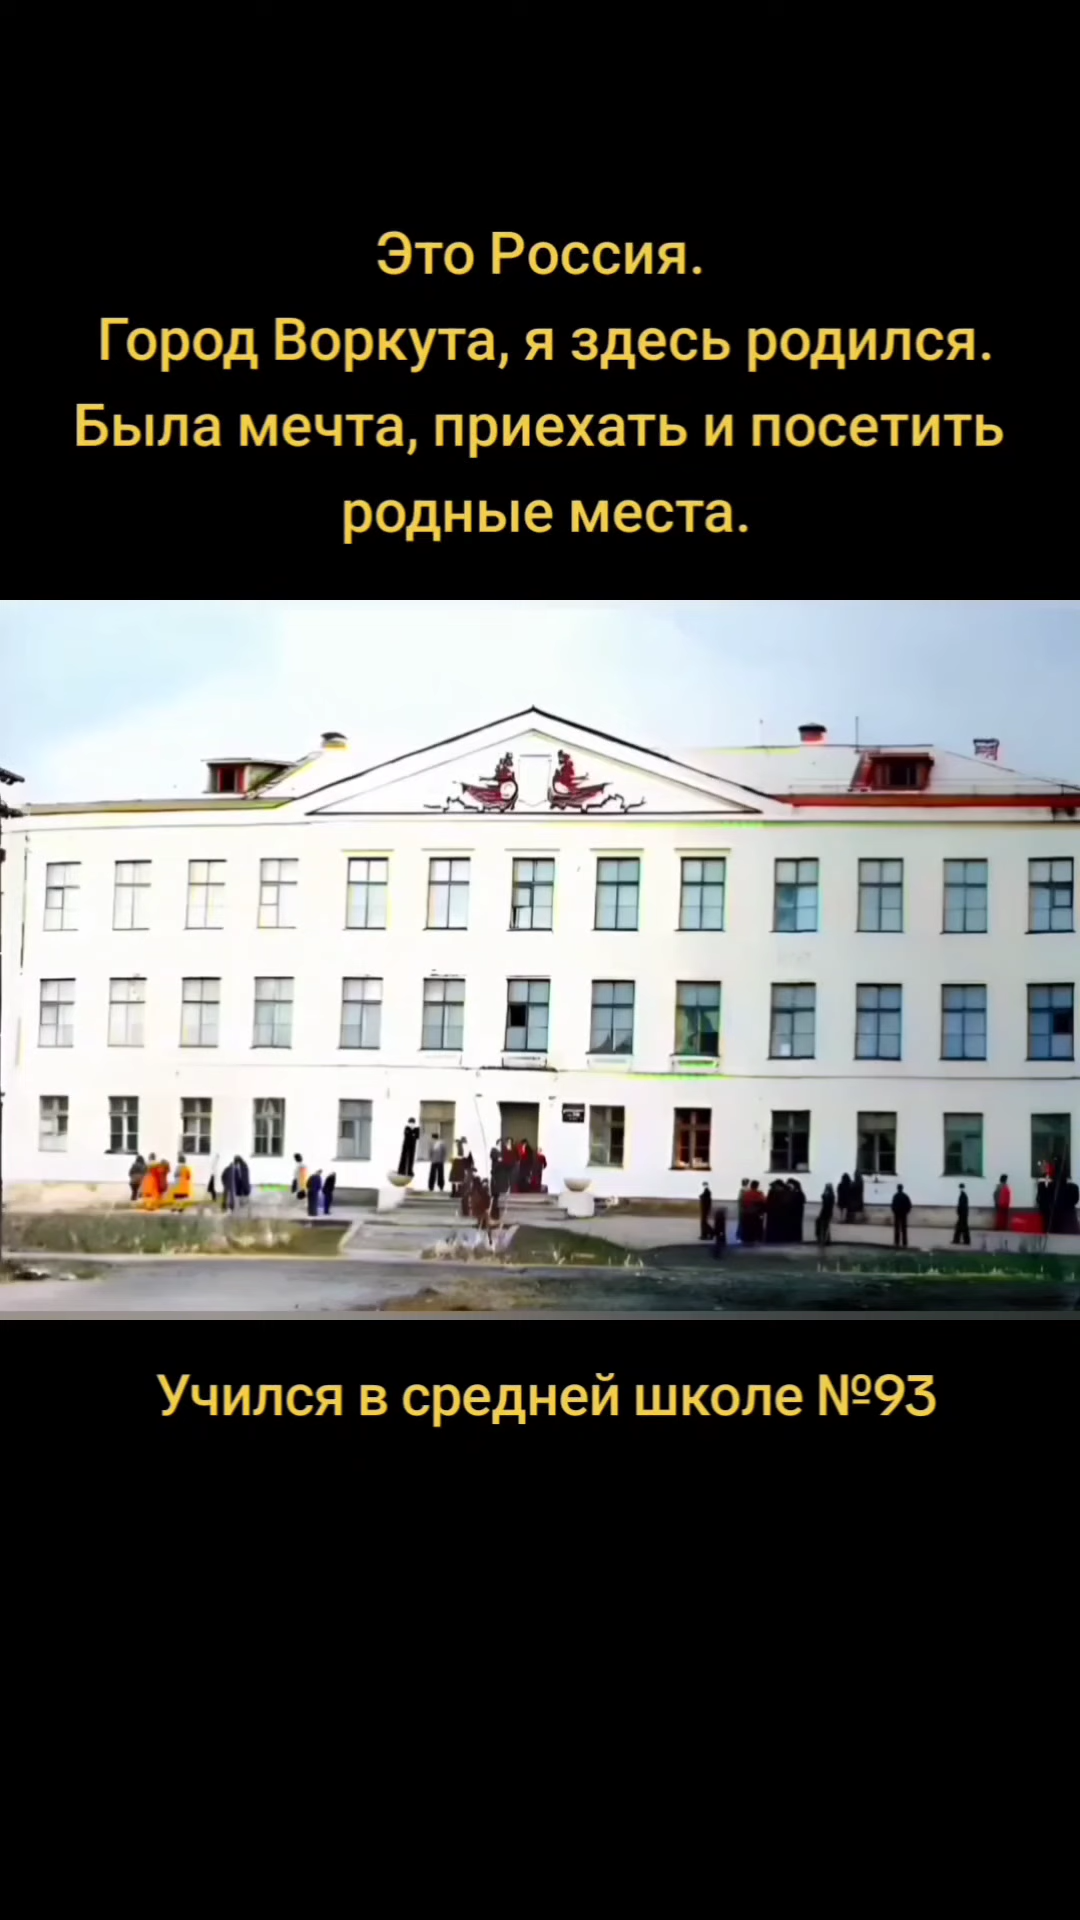 Это Россия.
Город Воркута, я здесь родился.
Была мечта, приехать и посетить
родные места.
Учился в средней школе №93